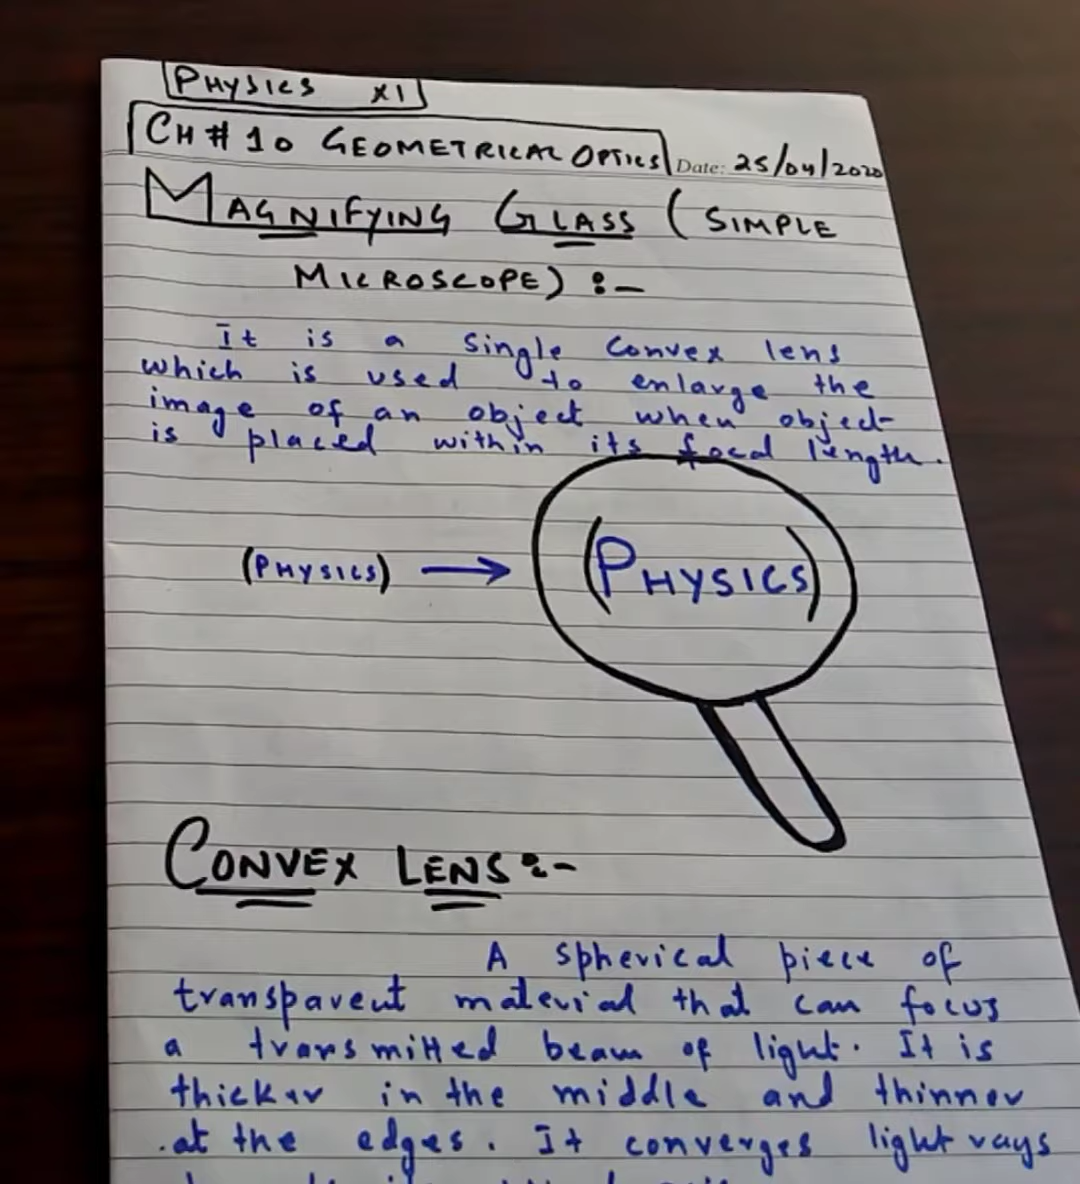 PHYSICS XI
CH # 10 GEOMETRICAL OPTICS Date: 25/04/2020
MAGNIFYING GLASS (SIMPLE
MICROSCOPE) :-
It is a single convex lens
which is used to enlarge the
image of an object when object
is placed within its focal length.
(PHYSICS) → (PHYSICS)
CONVEX LENS :-
A spherical piece of
transparent material that can focus
a transmitted beam of light. It is
thicker in the middle and thinner
at the edges. It converges light rays